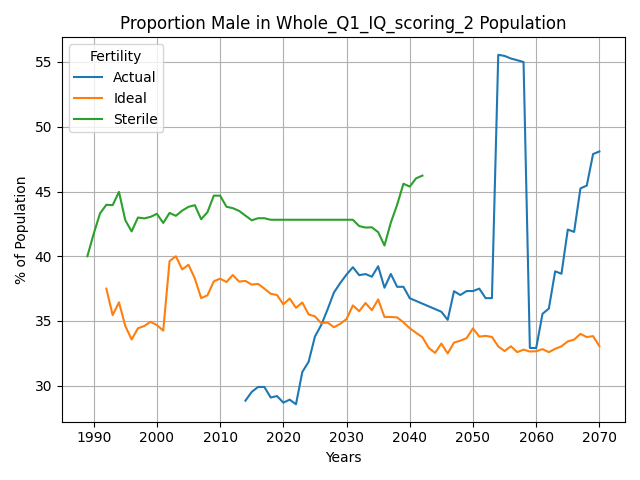 Proportion Male in Whole_Q1_IQ_scoring_2 Population
Fertility
Actual
Ideal
Sterile
% of Population
55
50
45
40
35
30
1990 2000 2010 2020 2030 2040 2050 2060 2070
Years